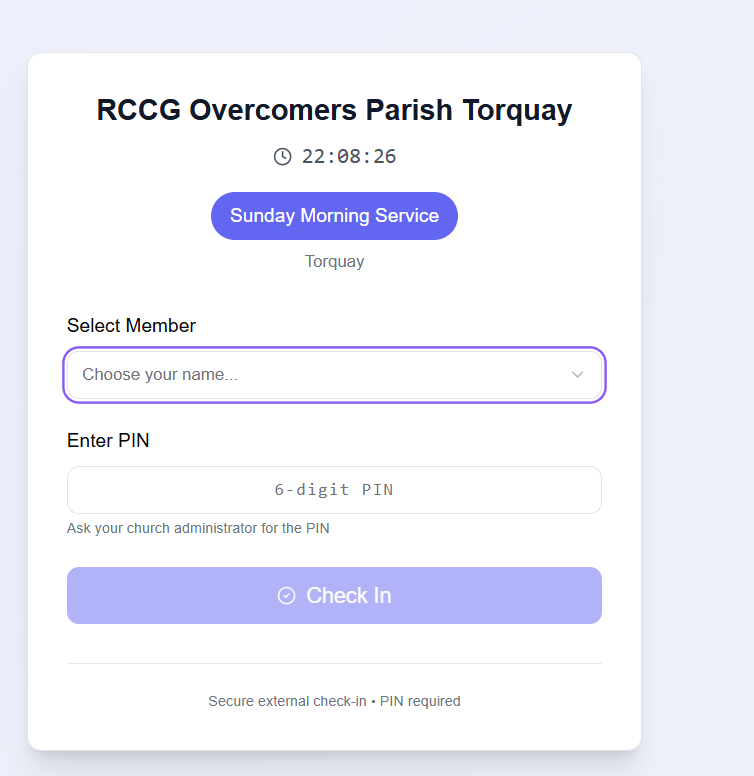 RCCG Overcomers Parish Torquay
22:08:26
Sunday Morning Service
Torquay
Select Member
Choose your name...
Enter PIN
6-digit PIN
Ask your church administrator for the PIN
Check In
Secure external check-in • PIN required